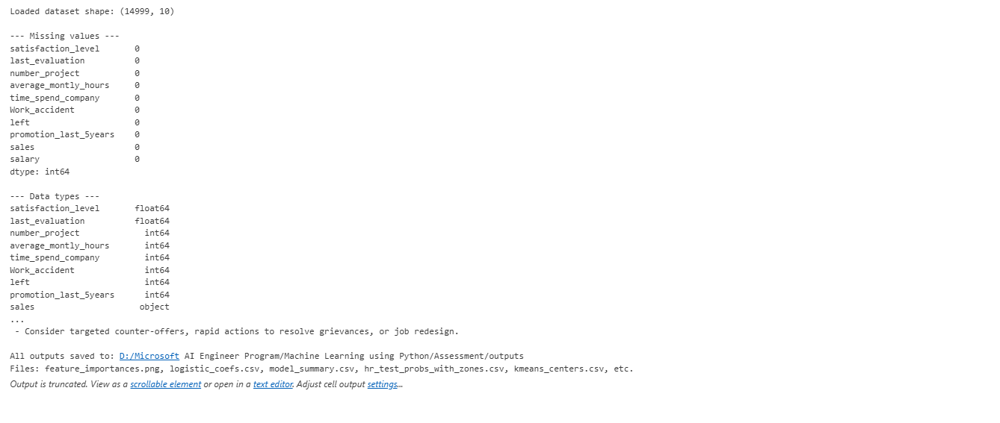 Loaded dataset shape: (14999, 10)
--- Missing values ---
satisfaction_level 0
last_evaluation 0
number_project 0
average_montly_hours 0
time_spend_company 0
Work_accident 0
left 0
promotion_last_5years 0
sales 0
salary 0
dtype: int64
--- Data types ---
satisfaction_level float64
last_evaluation float64
number_project int64
average_montly_hours int64
time_spend_company int64
Work_accident int64
left int64
promotion_last_5years int64
sales object
...
- Consider targeted counter-offers, rapid actions to resolve grievances, or job redesign.
All outputs saved to: D:/Microsoft AI Engineer Program/Machine Learning using Python/Assessment/outputs
Files: feature_importances.png, logistic_coefs.csv, model_summary.csv, hr_test_probs_with_zones.csv, kmeans_centers.csv, etc.
Output is truncated. View as a scrollable element or open in a text editor. Adjust cell output settings...